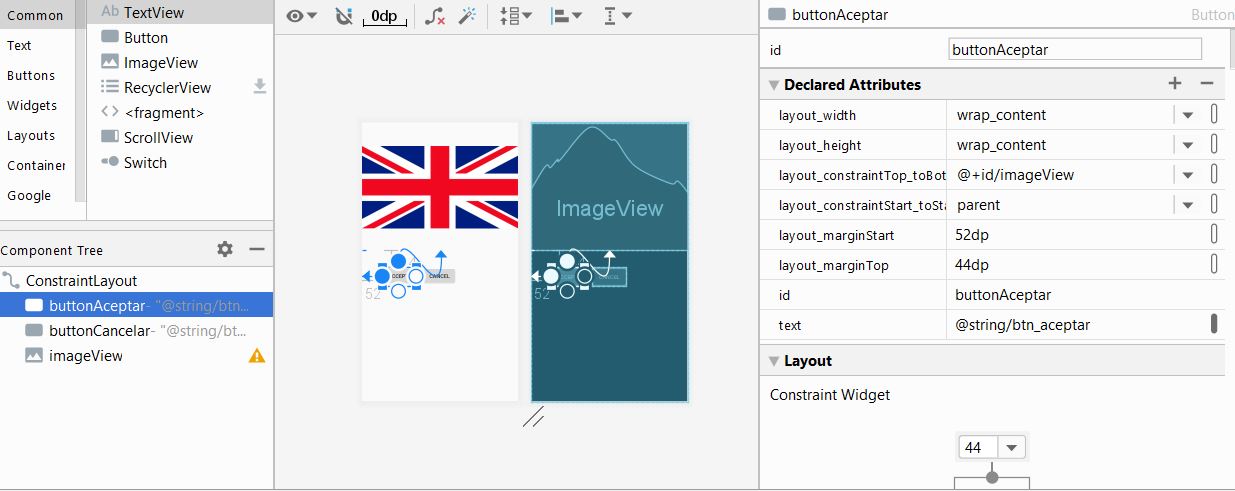 Common
Text
Buttons
Widgets
Layouts
Container
Google
Ab TextView
Button
ImageView
RecyclerView
<fragment>
ScrollView
Switch
Component Tree
ConstraintLayout
buttonAceptar- "@string/btn...
buttonCancelar- "@string/bt...
imageView
0dp
CANCEL
52
ImageView
CANCEL
52
buttonAceptar
Button
id buttonAceptar
Declared Attributes
layout_width wrap_content
layout_height wrap_content
layout_constraintTop_toBot @+id/imageView
layout_constraintStart_toSta parent
layout_marginStart 52dp
layout_marginTop 44dp
id buttonAceptar
text @string/btn_aceptar
Layout
Constraint Widget
44